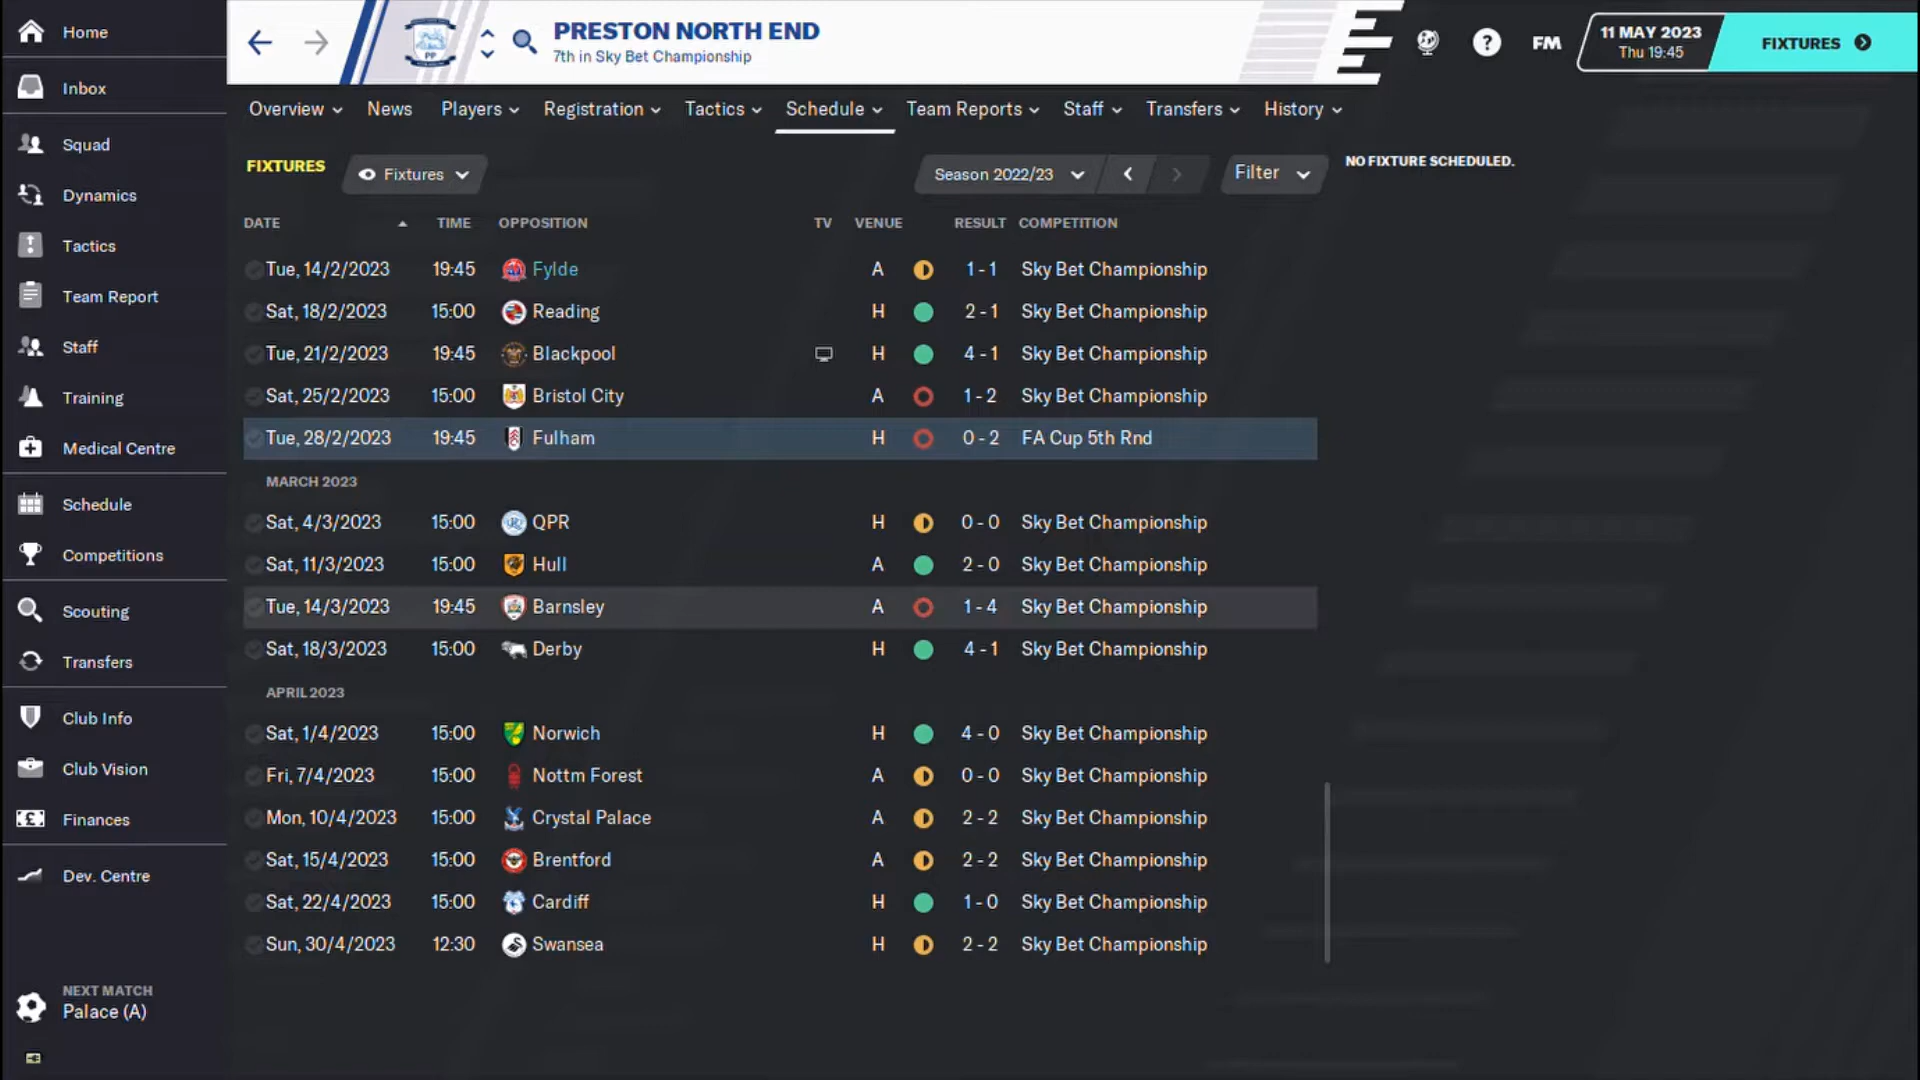 Home
Inbox
Squad
Dynamics
Tactics
Team Report
Staff
Training
Medical Centre
Schedule
Competitions
Scouting
Transfers
Club Info
Club Vision
Finances
Dev. Centre
NEXT MATCH
Palace (A)
PRESTON NORTH END
7th in Sky Bet Championship
? FM 11 MAY 2023 FIXTURES
Thu 19:45
Overview News Players Registration Tactics Schedule Team Reports Staff Transfers History
FIXTURES Fixtures Season 2022/23 Filter NO FIXTURE SCHEDULED.
DATE TIME OPPOSITION TV VENUE RESULT COMPETITION
Tue, 14/2/2023 19:45 Fylde A 1 - 1 Sky Bet Championship
Sat, 18/2/2023 15:00 Reading H 2 - 1 Sky Bet Championship
Tue, 21/2/2023 19:45 Blackpool H 4 - 1 Sky Bet Championship
Sat, 25/2/2023 15:00 Bristol City A 1 - 2 Sky Bet Championship
Tue, 28/2/2023 19:45 Fulham H 0 - 2 FA Cup 5th Rnd
MARCH 2023
Sat, 4/3/2023 15:00 QPR H 0 - 0 Sky Bet Championship
Sat, 11/3/2023 15:00 Hull A 2 - 0 Sky Bet Championship
Tue, 14/3/2023 19:45 Barnsley A 1 - 4 Sky Bet Championship
Sat, 18/3/2023 15:00 Derby H 4 - 1 Sky Bet Championship
APRIL 2023
Sat, 1/4/2023 15:00 Norwich H 4 - 0 Sky Bet Championship
Fri, 7/4/2023 15:00 Nottm Forest A 0 - 0 Sky Bet Championship
Mon, 10/4/2023 15:00 Crystal Palace A 2 - 2 Sky Bet Championship
Sat, 15/4/2023 15:00 Brentford A 2 - 2 Sky Bet Championship
Sat, 22/4/2023 15:00 Cardiff H 1 - 0 Sky Bet Championship
Sun, 30/4/2023 12:30 Swansea H 2 - 2 Sky Bet Championship